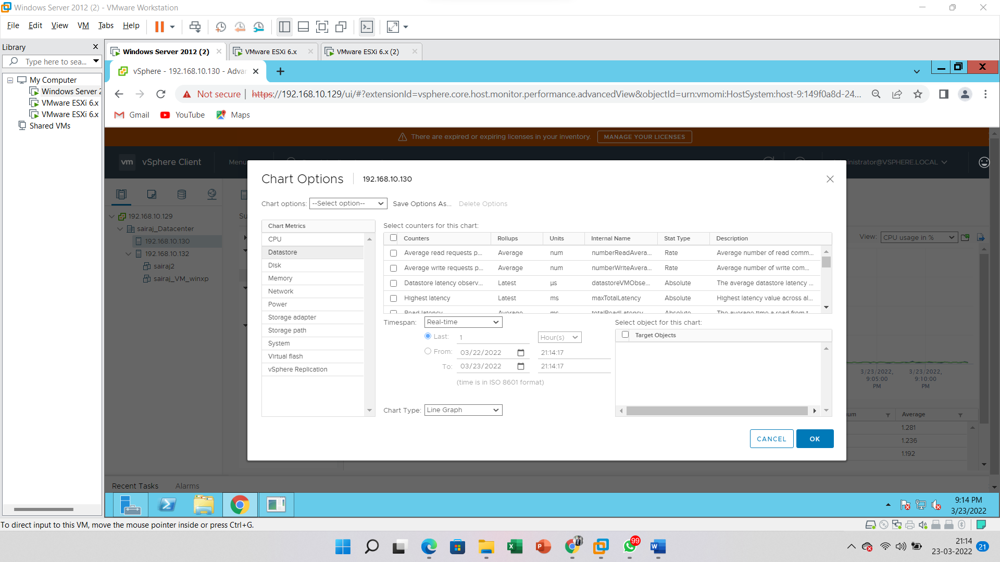 Windows Server 2012 (2) - VMware Workstation
File Edit View VM Tabs Help
Library
Type here to sea...
My Computer
Windows Server 2
VMware ESXi 6.x
VMware ESXi 6.x
Shared VMs
Windows Server 2012 (2) VMware ESXi 6.x VMware ESXi 6.x (2)
vSphere - 192.168.10.130 - Adva
Not secure https://192.168.10.129/ui/#?extensionId=vsphere.core.host.monitor.performance.advancedView&objectId=urn:vmomi:HostSystem:host-9:149f0a8d-24...
Gmail YouTube Maps
There are expired or expiring licenses in your inventory. MANAGE YOUR LICENSES
vm vSphere Client Menu inistrator@VSPHERE.LOCAL
192.168.10.129
sairaj_Datacenter
192.168.10.130
192.168.10.132
sairaj2
sairaj_VM_winxp
Su
Chart Options 192.168.10.130
Chart options: --Select option-- Save Options As... Delete Options
Chart Metrics
CPU
Datastore
Disk
Memory
Network
Power
Storage adapter
Storage path
System
Virtual flash
vSphere Replication
Select counters for this chart:
Counters Rollups Units Internal Name Stat Type Description
Average read requests p... Average num numberReadAvera... Rate Average number of read comm...
Average write requests p... Average num numberWriteAvera... Rate Average number of write com...
Datastore latency observ... Latest µs datastoreVMObse... Absolute The average datastore latency ...
Highest latency Latest ms maxTotalLatency Absolute Highest latency value across al...
Read latency Average ms totalReadLatency Absolute The average time a read from t...
Timespan: Real-time
Last: 1 Hour(s)
From: 03/22/2022 21:14:17
To: 03/23/2022 21:14:17
(time is in ISO 8601 format)
Chart Type: Line Graph
Select object for this chart:
Target Objects
CANCEL OK
View: CPU usage in %
3/23/2022, 9:05:00 PM
3/23/2022, 9:10:00 PM
um Average
1.281
1.236
1.192
Recent Tasks Alarms
9:14 PM
3/23/2022
To direct input to this VM, move the mouse pointer inside or press Ctrl+G.
99
21:14
23-03-2022
21